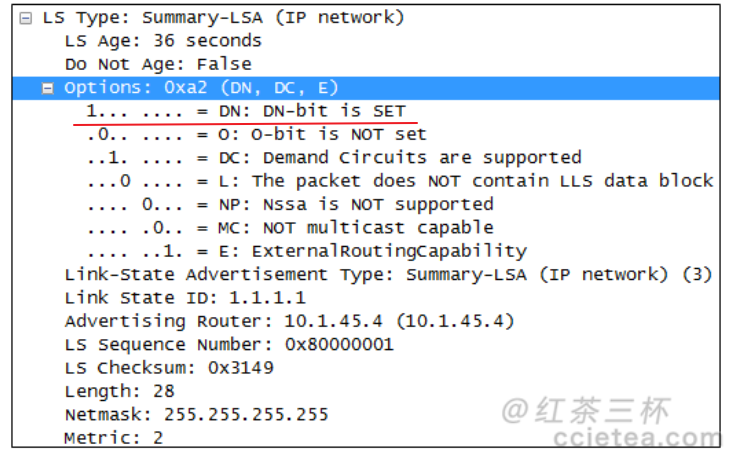 LS Type: Summary-LSA (IP network)
LS Age: 36 seconds
Do Not Age: False
Options: 0xa2 (DN, DC, E)
1... .... = DN: DN-bit is SET
.0.. .... = O: O-bit is NOT set
..1. .... = DC: Demand Circuits are supported
...0 .... = L: The packet does NOT contain LLS data block
.... 0... = NP: Nssa is NOT supported
.... .0.. = MC: NOT multicast capable
.... ..1. = E: ExternalRoutingCapability
Link-State Advertisement Type: Summary-LSA (IP network) (3)
Link State ID: 1.1.1.1
Advertising Router: 10.1.45.4 (10.1.45.4)
LS Sequence Number: 0x80000001
LS Checksum: 0x3149
Length: 28
Netmask: 255.255.255.255
Metric: 2
@红茶三杯
ccietea.com